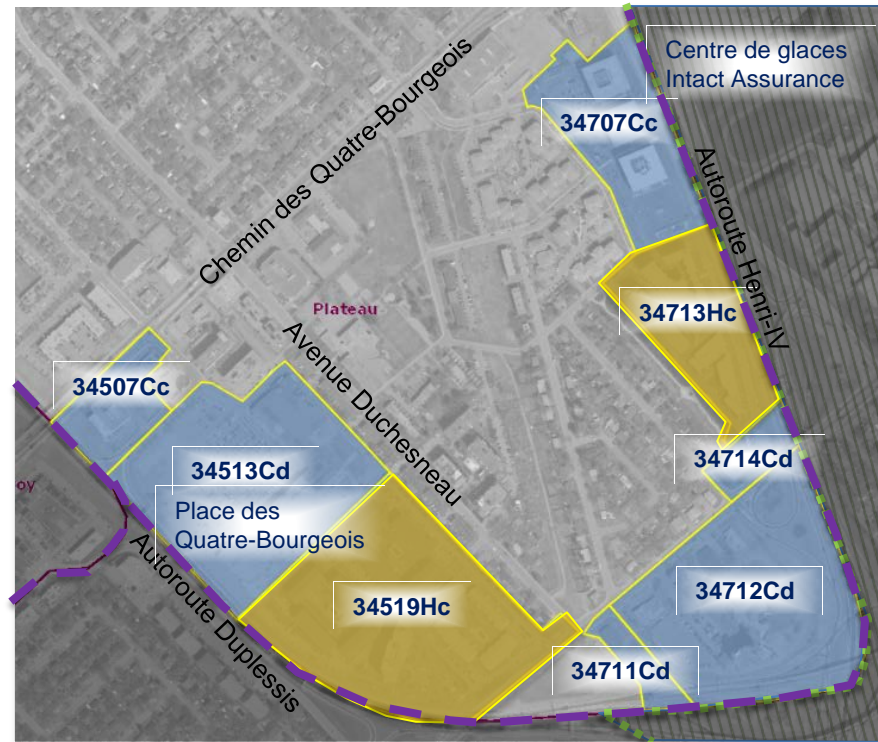 Centre de glaces
Intact Assurance
34707Cc
Chemin des Quatre-Bourgeois
Autoroute Henri-IV
34713Hc
Plateau
Avenue Duchesneau
34507Cc
34714Cd
34513Cd
oy
Place des
Quatre-Bourgeois
Autoroute Duplessis
34712Cd
34519Hc
34711Cd